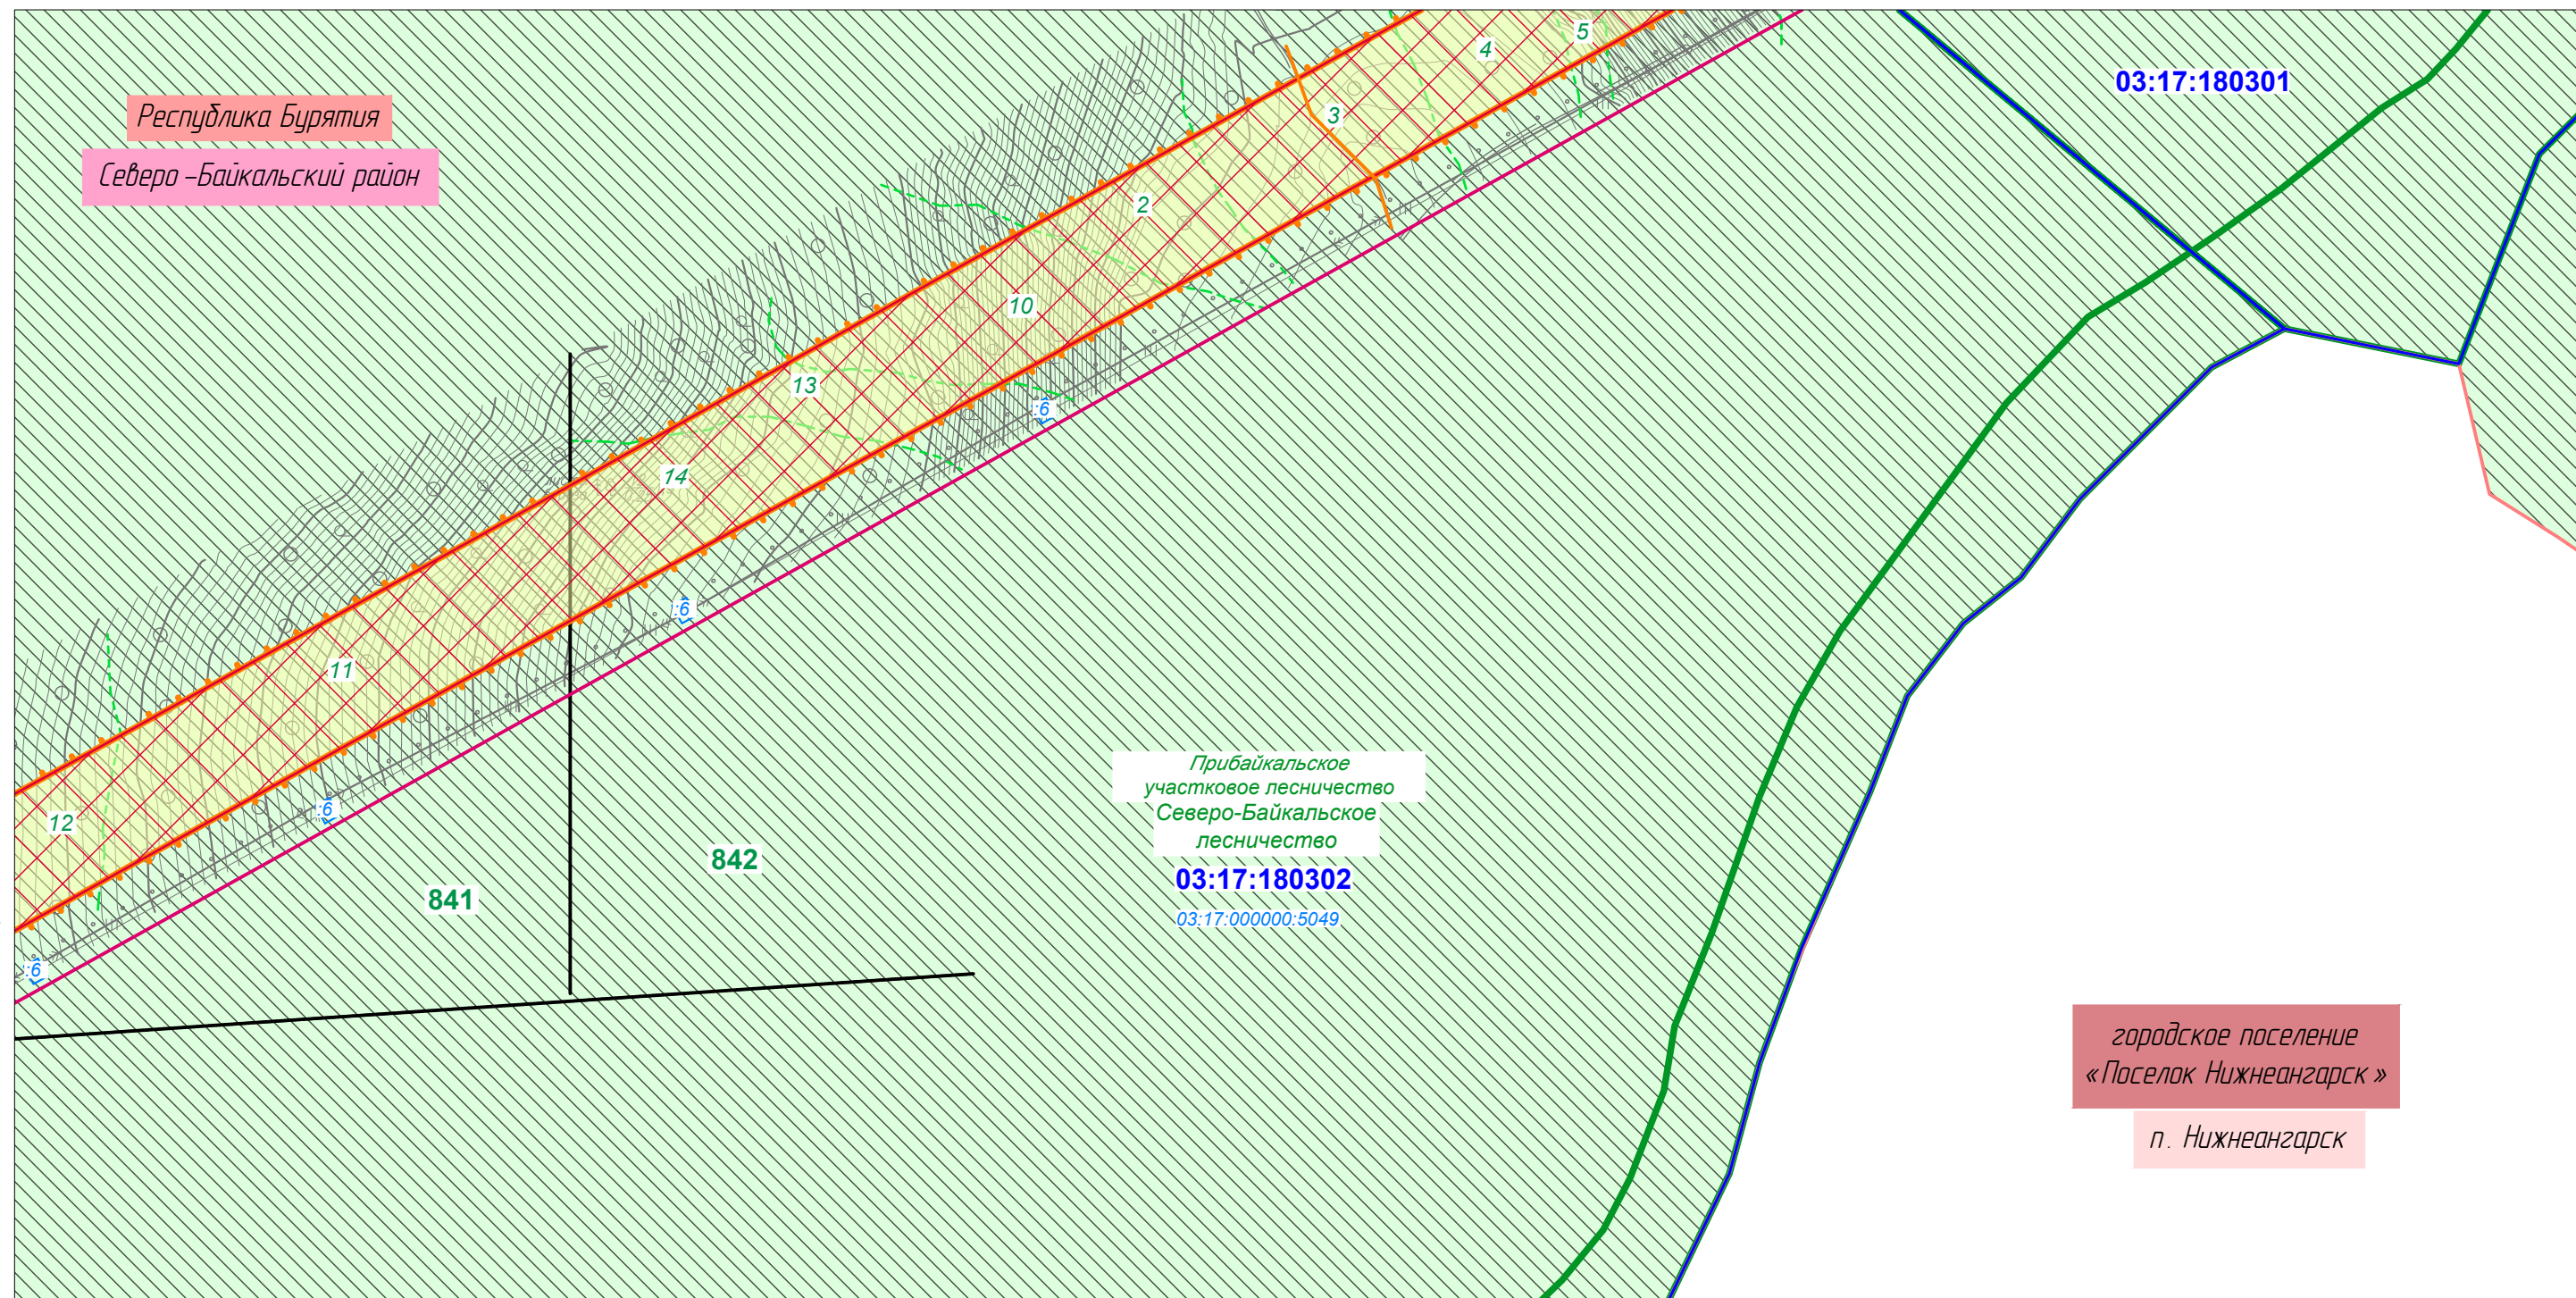 5
4
03:17:180301
Республика Бурятия
3
Северо-Байкальский район
2
10
13
:6
14
:6
11
Прибайкальское
участковое лесничество
Северо-Байкальское
лесничество
:6
12
842
03:17:180302
841
03:17:000000:5049
:6
городское поселение
«Поселок Нижнеангарск»
п. Нижнеангарск